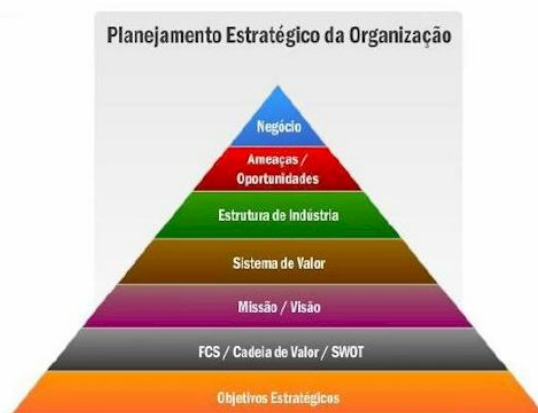 Planejamento Estratégico da Organização
Negócio
Ameaças /
Oportunidades
Estrutura de Indústria
Sistema de Valor
Missão / Visão
FCS / Cadeia de Valor / SWOT
Objetivos Estratégicos